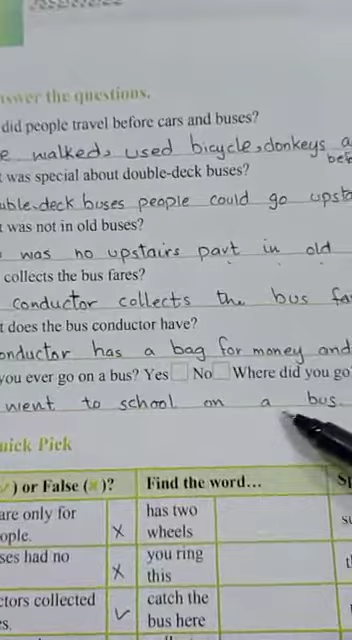 nswer the questions.
did people travel before cars and buses?
e walked, used bicycle, donkeys a
bef
t was special about double-deck buses?
uble-deck buses people could go upsta
t was not in old buses?
was no upstairs part in old
collects the bus fares?
conductor collects the bus far
t does the bus conductor have?
onductor has a bag for money and
you ever go on a bus? Yes No Where did you go
went to school on a bus.
uick Pick
✓) or False (×)? Find the word... Sp
are only for
ople. × has two
wheels su
ses had no × you ring
this t
ctors collected
s. ✓ catch the
bus here th